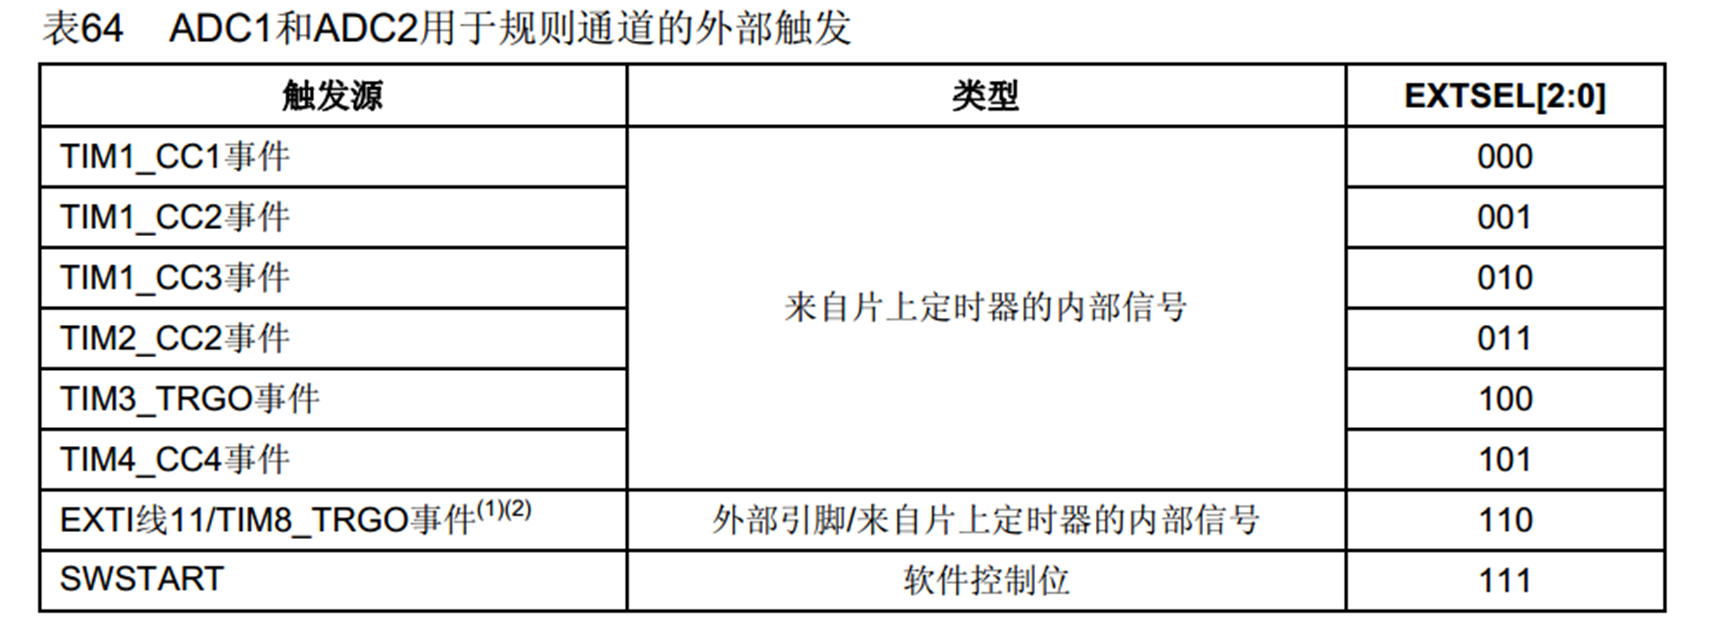 表64 ADC1和ADC2用于规则通道的外部触发
触发源 类型 EXTSEL[2:0]
TIM1_CC1事件 000
TIM1_CC2事件 001
TIM1_CC3事件 010
来自片上定时器的内部信号
TIM2_CC2事件 011
TIM3_TRGO事件 100
TIM4_CC4事件 101
EXTI线11/TIM8_TRGO事件(1)(2) 外部引脚/来自片上定时器的内部信号 110
SWSTART 软件控制位 111